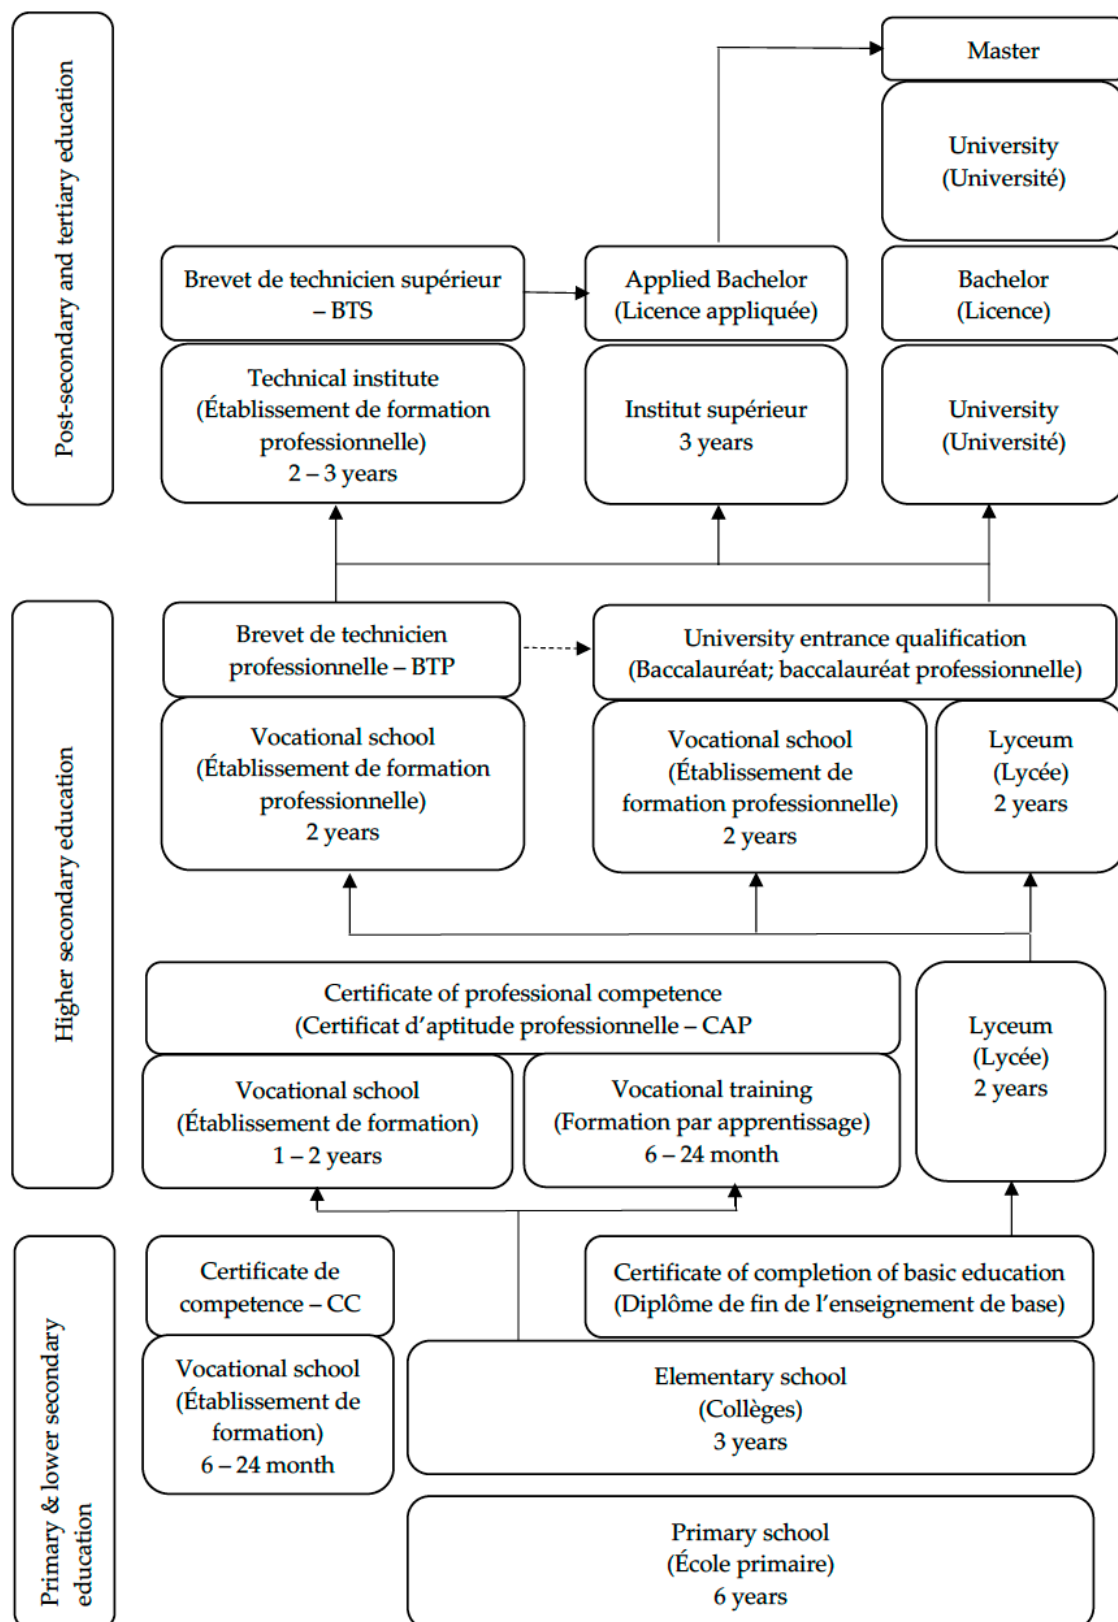 Post-secondary and tertiary education
Master
University
(Université)
Brevet de technicien supérieur
– BTS
Applied Bachelor
(Licence appliquée)
Bachelor
(Licence)
Technical institute
(Établissement de formation
professionnelle)
2 – 3 years
Institut supérieur
3 years
University
(Université)
Higher secondary education
Brevet de technicien
professionnelle – BTP
University entrance qualification
(Baccalauréat; baccalauréat professionnelle)
Vocational school
(Établissement de formation
professionnelle)
2 years
Vocational school
(Établissement de
formation professionnelle)
2 years
Lyceum
(Lycée)
2 years
Certificate of professional competence
(Certificat d’aptitude professionnelle – CAP
Lyceum
(Lycée)
2 years
Vocational school
(Établissement de formation)
1 – 2 years
Vocational training
(Formation par apprentissage)
6 – 24 month
Primary & lower secondary
education
Certificate de
competence – CC
Certificate of completion of basic education
(Diplôme de fin de l’enseignement de base)
Vocational school
(Établissement de
formation)
6 – 24 month
Elementary school
(Collèges)
3 years
Primary school
(École primaire)
6 years